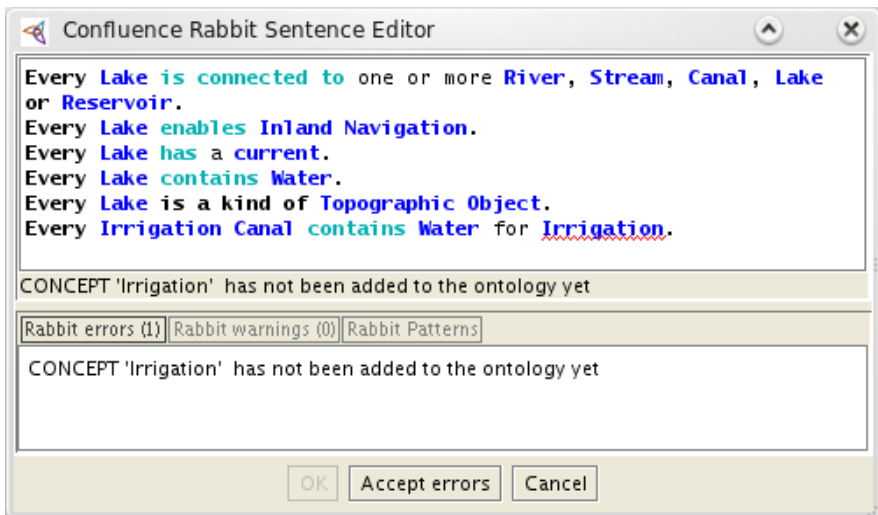 Confluence Rabbit Sentence Editor
Every Lake is connected to one or more River, Stream, Canal, Lake
or Reservoir.
Every Lake enables Inland Navigation.
Every Lake has a current.
Every Lake contains Water.
Every Lake is a kind of Topographic Object.
Every Irrigation Canal contains Water for Irrigation.
CONCEPT 'Irrigation' has not been added to the ontology yet
Rabbit errors (1) Rabbit warnings (0) Rabbit Patterns
CONCEPT 'Irrigation' has not been added to the ontology yet
OK Accept errors Cancel